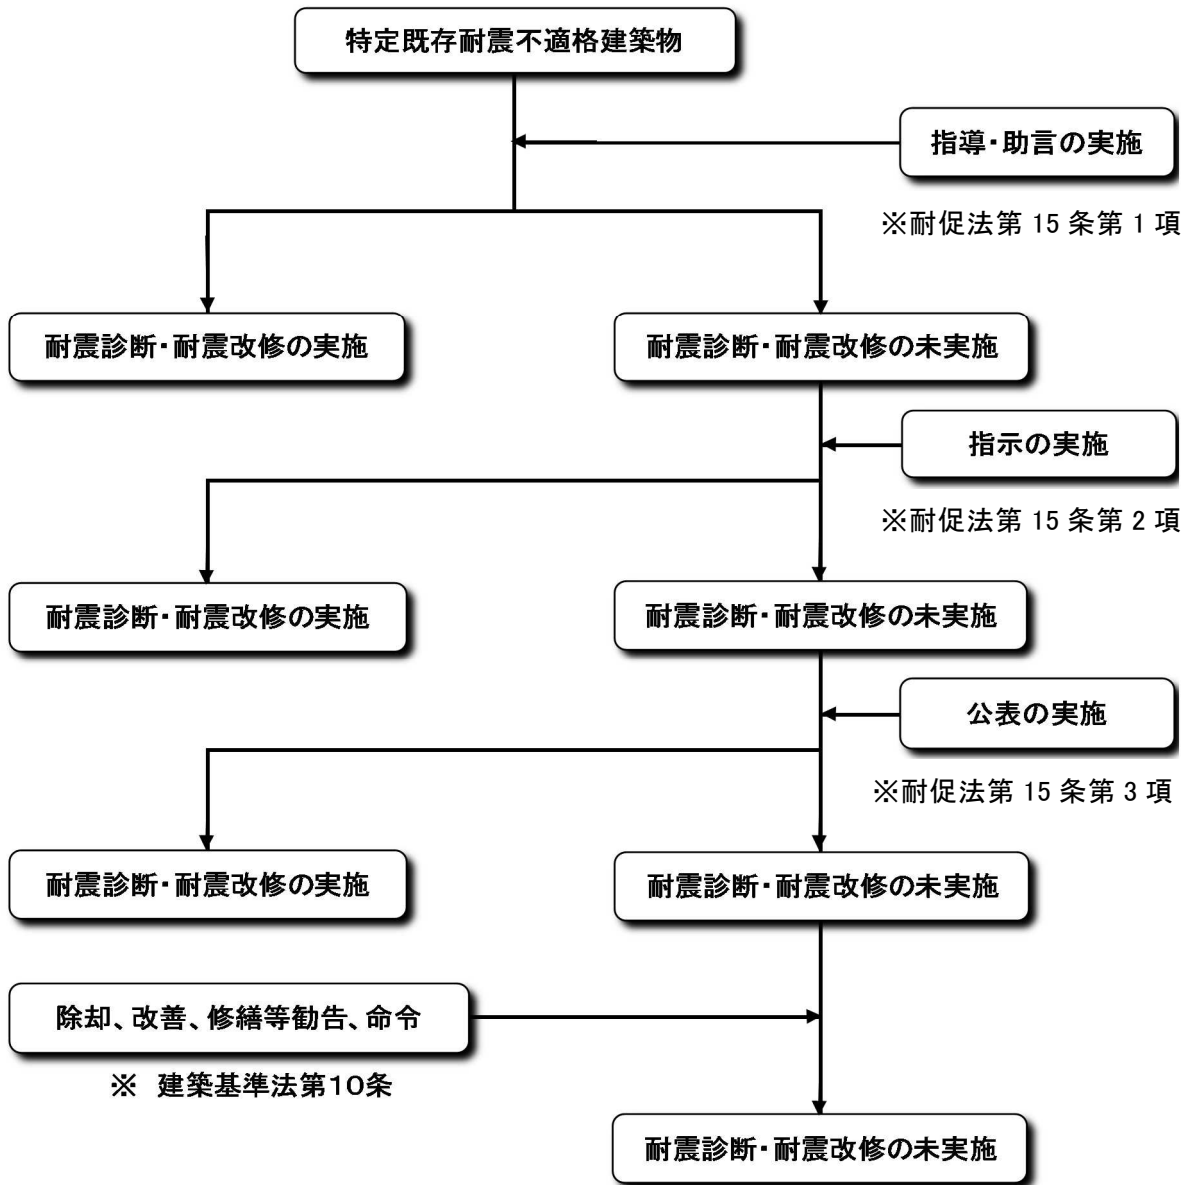 特定既存耐震不適格建築物
指導・助言の実施
※耐促法第 15 条第 1 項
耐震診断・耐震改修の実施
耐震診断・耐震改修の未実施
指示の実施
※耐促法第 15 条第 2 項
耐震診断・耐震改修の実施
耐震診断・耐震改修の未実施
公表の実施
※耐促法第 15 条第 3 項
耐震診断・耐震改修の実施
耐震診断・耐震改修の未実施
除却、改善、修繕等勧告、命令
※ 建築基準法第10条
耐震診断・耐震改修の未実施